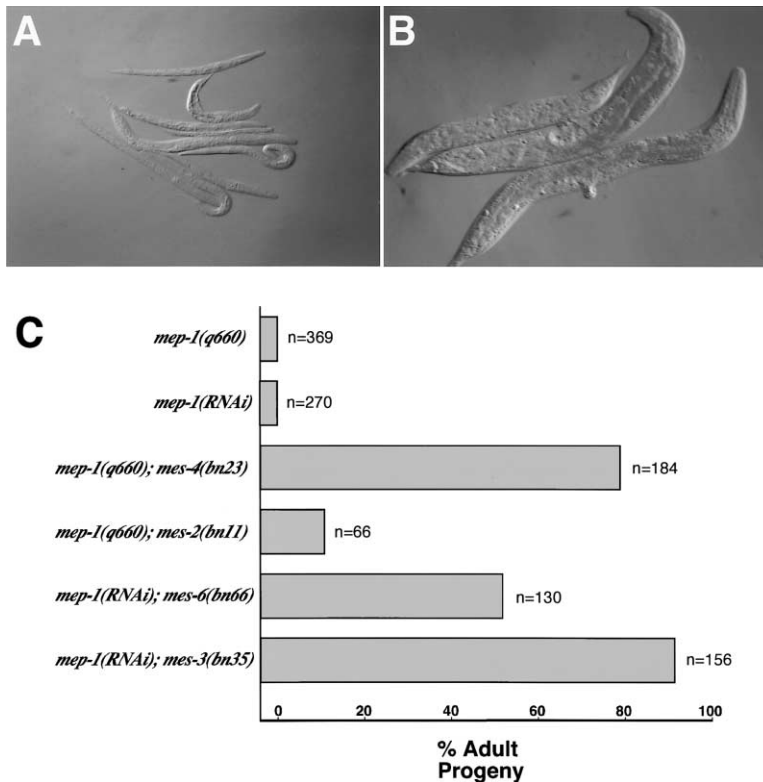 A
B
C
mep-1(q660)
n=369
mep-1(RNAi)
n=270
mep-1(q660); mes-4(bn23)
n=184
mep-1(q660); mes-2(bn11)
n=66
mep-1(RNAi); mes-6(bn66)
n=130
mep-1(RNAi); mes-3(bn35)
n=156
0 20 40 60 80 100
% Adult
Progeny